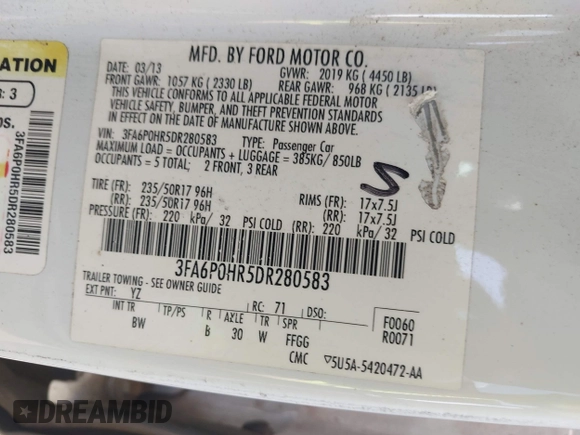 MFD. BY FORD MOTOR CO.
DATE: 03/13 GVWR: 2019 KG ( 4450 LB)
FRONT GAWR: 1057 KG ( 2330 LB) REAR GAWR: 968 KG ( 2135 LB)
THIS VEHICLE CONFORMS TO ALL APPLICABLE FEDERAL MOTOR
VEHICLE SAFETY, BUMPER, AND THEFT PREVENTION STANDARDS
IN EFFECT ON THE DATE OF MANUFACTURE SHOWN ABOVE.
VIN: 3FA6P0HR5DR280583 TYPE: Passenger Car
MAXIMUM LOAD = OCCUPANTS + LUGGAGE = 385KG/ 850LB
OCCUPANTS = 5 TOTAL; 2 FRONT, 3 REAR
TIRE (FR): 235/50R17 96H RIMS (FR): 17x7.5J
(RR): 235/50R17 96H (RR): 17x7.5J
PRESSURE (FR): 220 kPa/ 32 PSI COLD (RR): 220 kPa/ 32 PSI COLD
3FA6P0HR5DR280583
TRAILER TOWING - SEE OWNER GUIDE
EXT PNT: YZ RC: 71 DSO: F0060
R0071
INT TR TP/PS R AXLE TR SPR
BW B 30 W FFGG
CMC ▽5U5A-5420472-AA
S
ATION
: 3
os.
3FA6P0HR5DR280583
DREAMBID